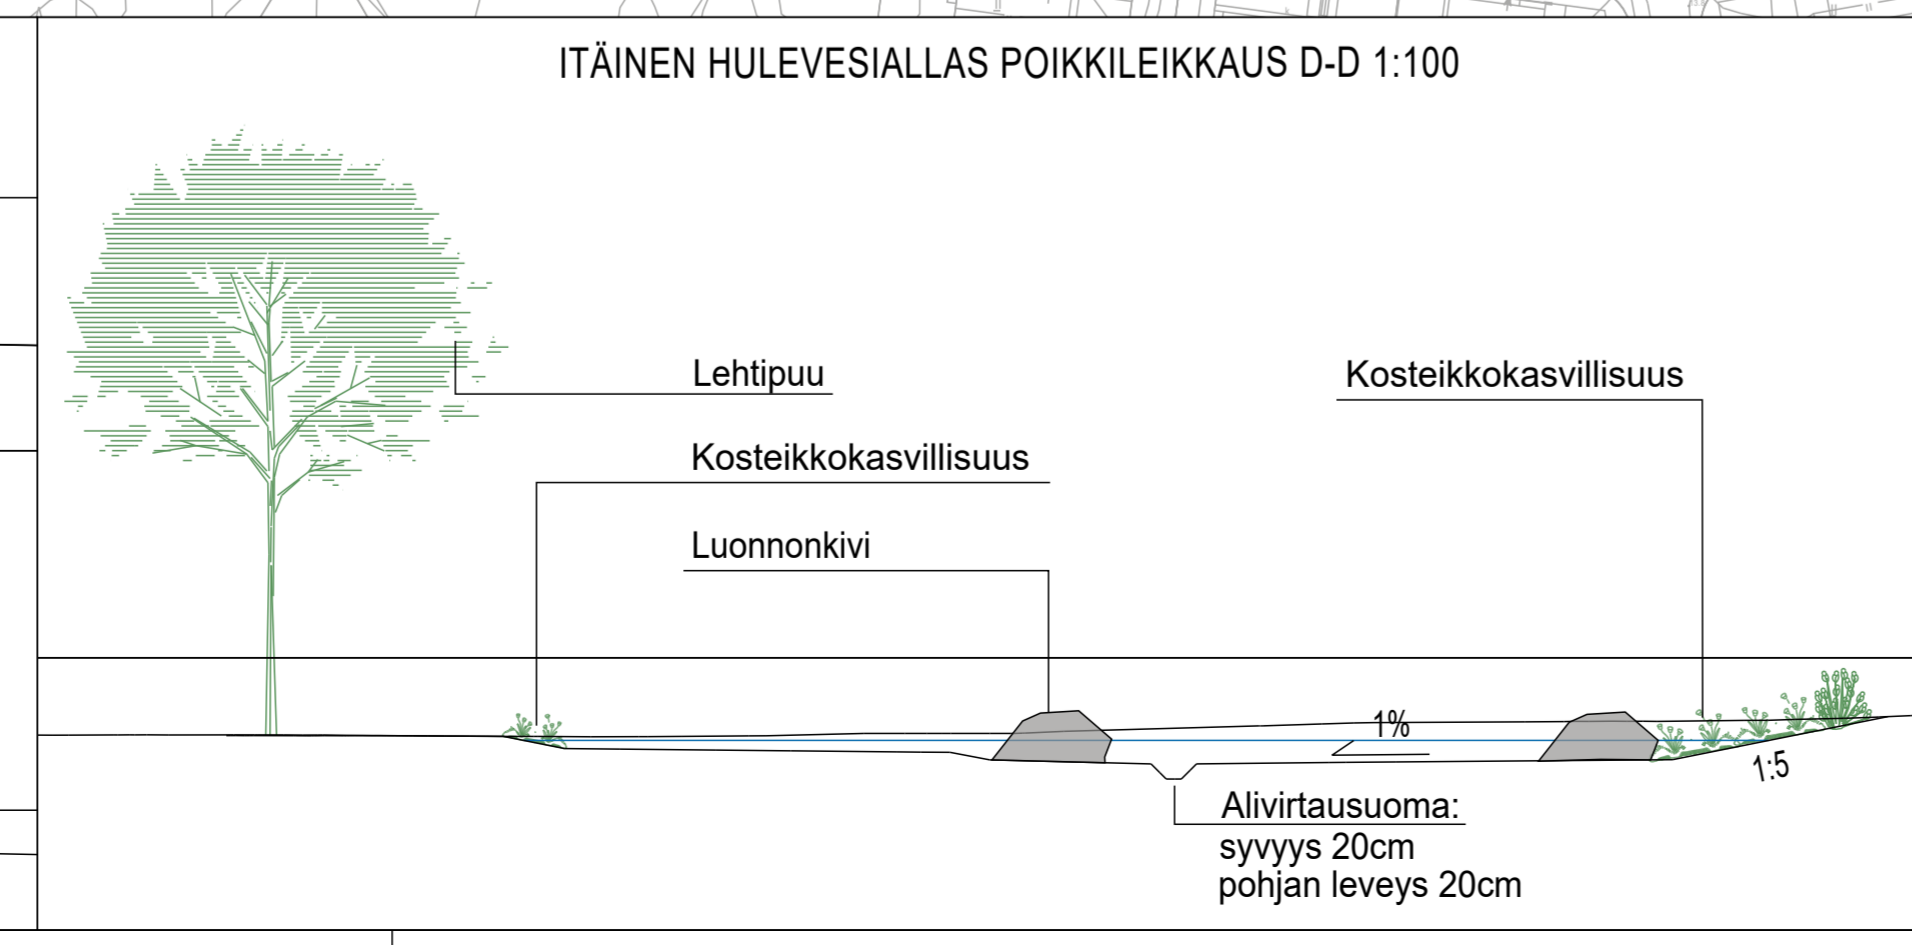 ITÄINEN HULEVESIALLAS POIKKILEIKKAUS D-D 1:100
Lehtipuu
Kosteikkokasvillisuus
Kosteikkokasvillisuus
Luonnonkivi
1%
1:5
Alivirtausuoma:
syvyys 20cm
pohjan leveys 20cm